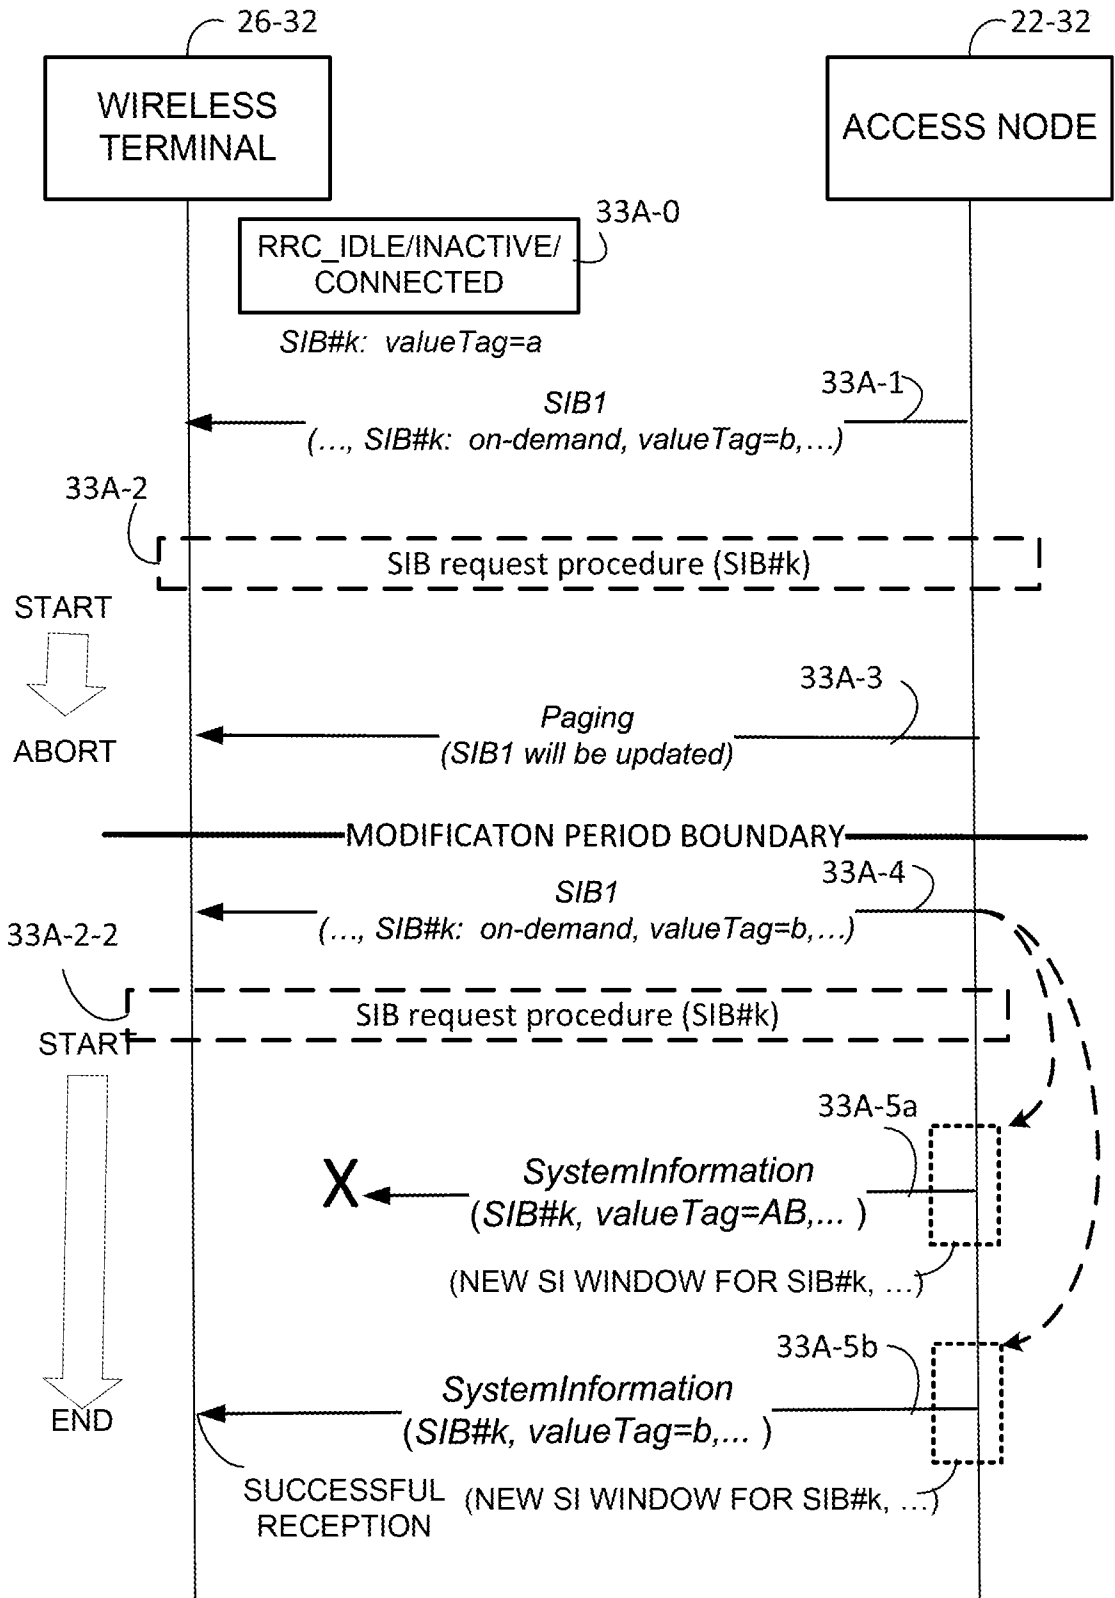 26-32
22-32
WIRELESS
TERMINAL
ACCESS NODE
33A-0
RRC_IDLE/INACTIVE/
CONNECTED
SIB#k: valueTag=a
33A-1
SIB1
(..., SIB#k: on-demand, valueTag=b,...)
33A-2
SIB request procedure (SIB#k)
START
33A-3
Paging
(SIB1 will be updated)
ABORT
MODIFICATON PERIOD BOUNDARY
33A-4
SIB1
(..., SIB#k: on-demand, valueTag=b,...)
33A-2-2
SIB request procedure (SIB#k)
START
33A-5a
X
SystemInformation
(SIB#k, valueTag=AB,... )
(NEW SI WINDOW FOR SIB#k, ...)
33A-5b
SystemInformation
(SIB#k, valueTag=b,... )
END
SUCCESSFUL
RECEPTION
(NEW SI WINDOW FOR SIB#k, ...)